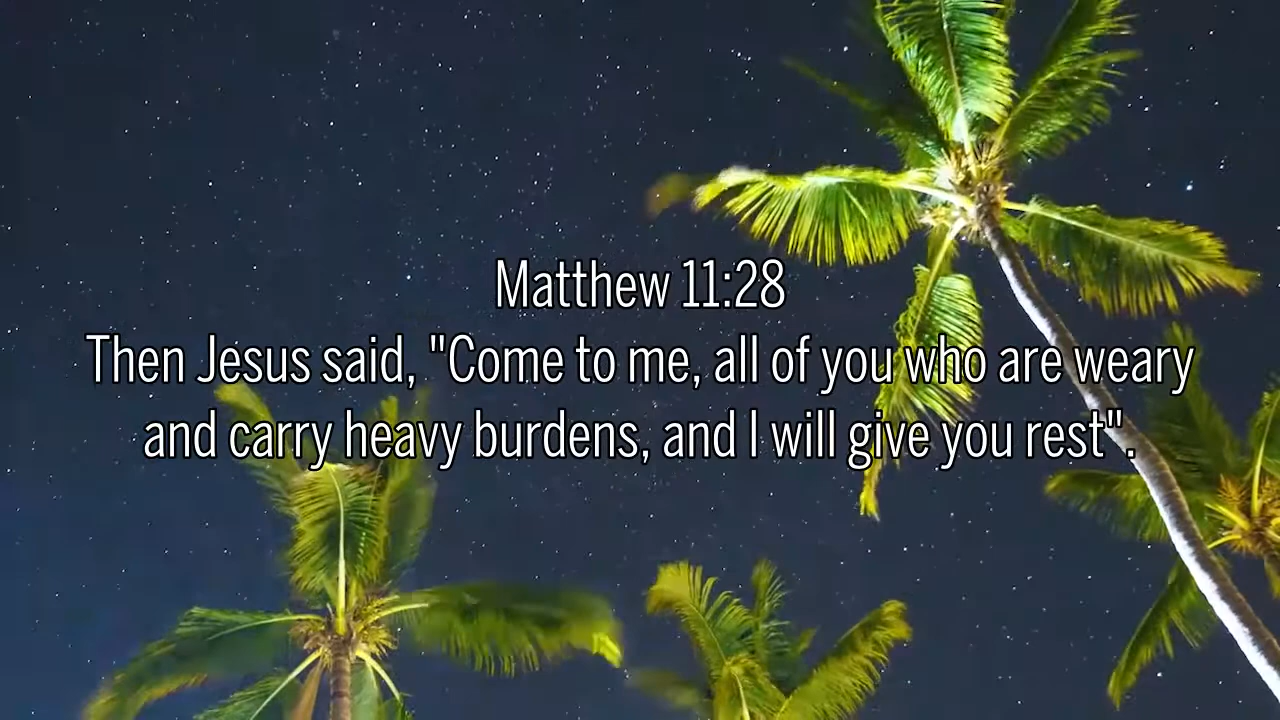 Matthew 11:28
Then Jesus said, "Come to me, all of you who are weary
and carry heavy burdens, and I will give you rest".